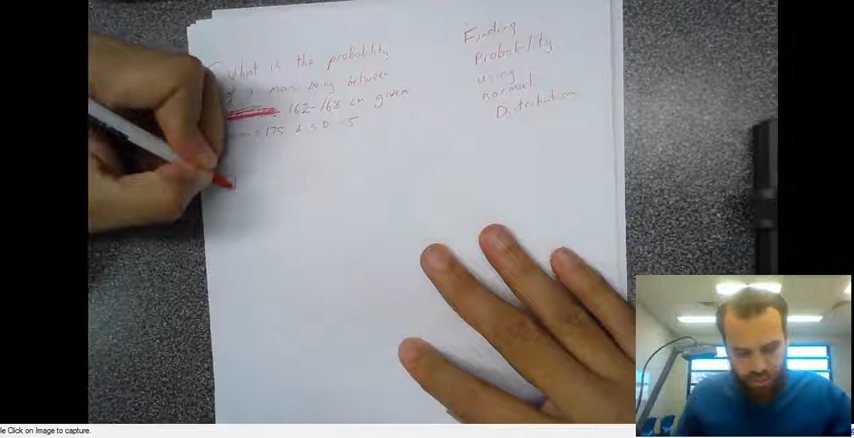 What is the probability
of a man being between
162-168 cm given
= 175 & S.D = 5
Finding
probability
using
normal
Distribution
le Click on Image to capture.